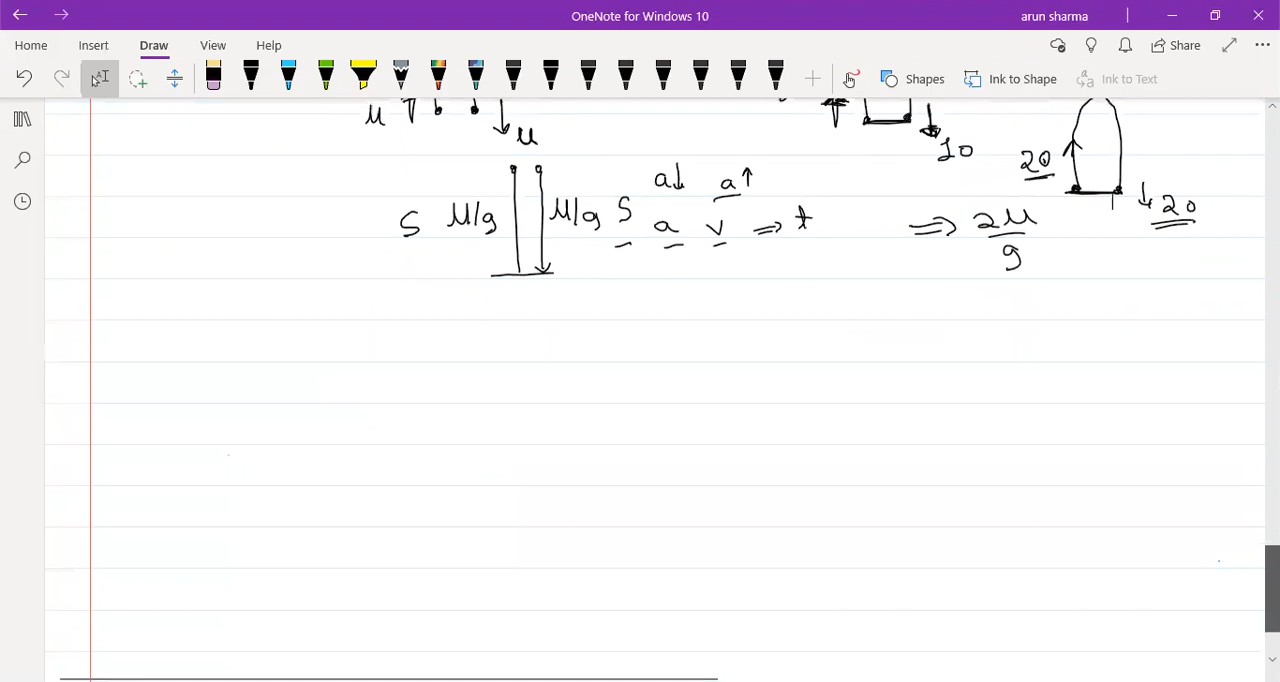 OneNote for Windows 10
arun sharma
Home Insert Draw View Help
Share
Shapes Ink to Shape Ink to Text
u ↑ ↓ u
10
20 ↓ 20
a↓ a↑
S u/g u/g S a v ⇒ t ⇒ 2u/g